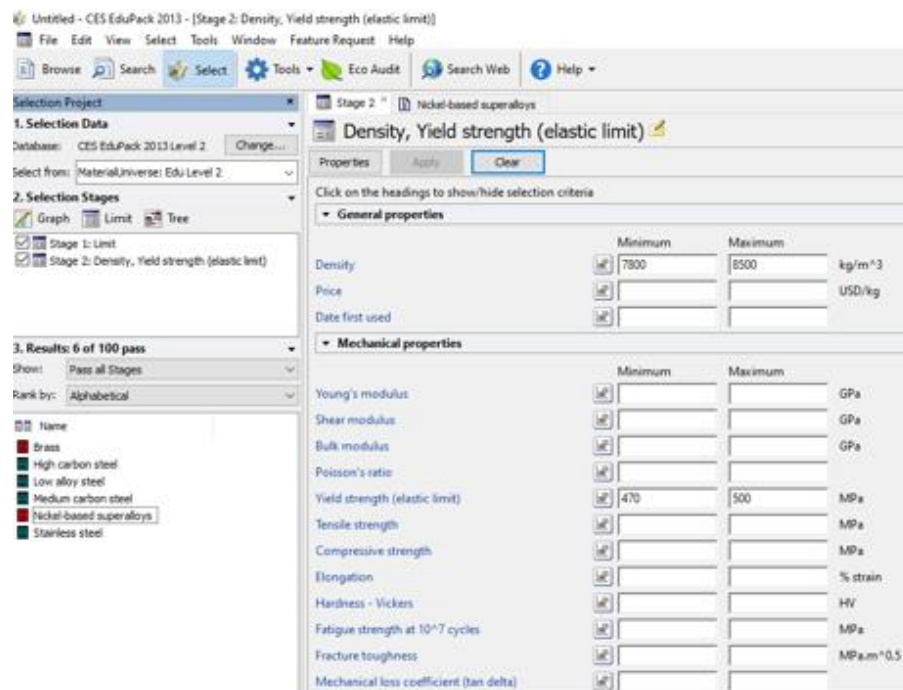 Untitled - CES EduPack 2013 - [Stage 2: Density, Yield strength (elastic limit)]
File Edit View Select Tools Window Feature Request Help
Browse Search Select Tools Eco Audit Search Web Help
Selection Project
1. Selection Data
Database: CES EduPack 2013 Level 2 Change...
Select from: MaterialUniverse: Edu Level 2
2. Selection Stages
Graph Limit Tree
Stage 1: Limit
Stage 2: Density, Yield strength (elastic limit)
3. Results: 6 of 100 pass
Show: Pass all Stages
Rank by: Alphabetical
Name
Brass
High carbon steel
Low alloy steel
Medium carbon steel
Nickel-based superalloys
Stainless steel
Stage 2 Nickel-based superalloys
Density, Yield strength (elastic limit)
Properties Apply Clear
Click on the headings to show/hide selection criteria
General properties
Minimum Maximum
Density 7800 8500 kg/m^3
Price USD/kg
Date first used
Mechanical properties
Minimum Maximum
Young's modulus GPa
Shear modulus GPa
Bulk modulus GPa
Poisson's ratio
Yield strength (elastic limit) 470 500 MPa
Tensile strength MPa
Compressive strength MPa
Elongation % strain
Hardness - Vickers HV
Fatigue strength at 10^7 cycles MPa
Fracture toughness MPa.m^0.5
Mechanical loss coefficient (tan delta)